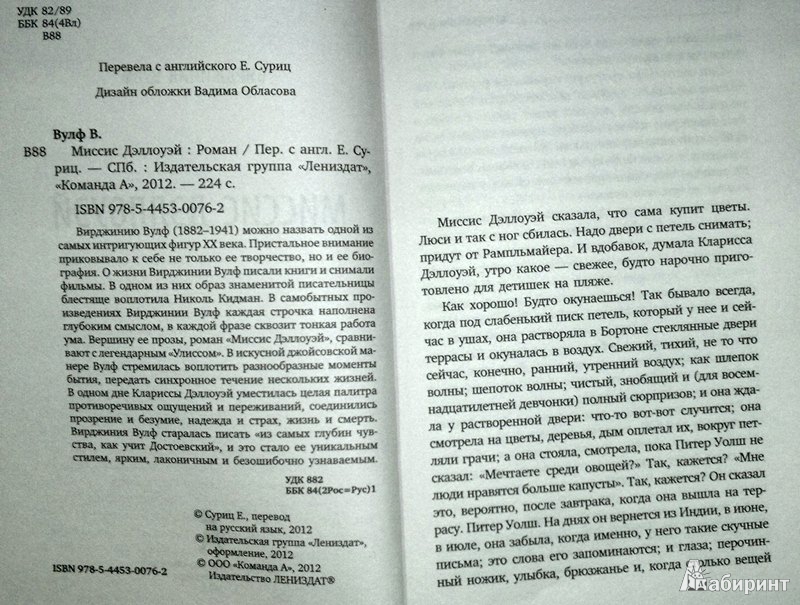 УДК 82/89
ББК 84(4Вл)
В88
Перевела с английского Е. Суриц
Дизайн обложки Вадима Обласова
Вулф В.
В88 Миссис Дэллоуэй : Роман / Пер. с англ. Е. Су-
риц. — СПб. : Издательская группа «Лениздат»,
«Команда А», 2012. — 224 с.
ISBN 978-5-4453-0076-2
Вирджинию Вулф (1882–1941) можно назвать одной из
самых интригующих фигур XX века. Пристальное внимание
приковывало к себе не только ее творчество, но и ее био-
графия. О жизни Вирджинии Вулф писали книги и снимали
фильмы. В одном из них образ знаменитой писательницы
блестяще воплотила Николь Кидман. В самобытных про-
изведениях Вирджинии Вулф каждая строчка наполнена
глубоким смыслом, в каждой фразе сквозит тонкая работа
ума. Вершину ее прозы, роман «Миссис Дэллоуэй», сравни-
вают с легендарным «Улиссом». В искусной джойсовской ма-
нере Вулф стремилась воплотить разнообразные моменты
бытия, передать синхронное течение нескольких жизней.
В одном дне Клариссы Дэллоуэй уместилась целая палитра
противоречивых ощущений и переживаний, соединились
прозрение и безумие, надежда и страх, жизнь и смерть.
Вирджиния Вулф старалась писать «из самых глубин чувс-
тва, как учит Достоевский», и это стало ее уникальным
стилем, ярким, лаконичным и безошибочно узнаваемым.
УДК 882
ББК 84(2Рос=Рус)1
© Суриц Е., перевод
на русский язык, 2012
© Издательская группа «Лениздат»,
оформление, 2012
© ООО «Команда А», 2012
ISBN 978-5-4453-0076-2 Издательство ЛЕНИЗДАТ®
Миссис Дэллоуэй сказала, что сама купит цветы.
Люси и так с ног сбилась. Надо двери с петель снимать;
придут от Рампльмайера. И вдобавок, думала Кларисса
Дэллоуэй, утро какое — свежее, будто нарочно приго-
товлено для детишек на пляже.
Как хорошо! Будто окунаешься! Так бывало всегда,
когда под слабенький писк петель, который у нее и сей-
час в ушах, она растворяла в Бортоне стеклянные двери
террасы и окуналась в воздух. Свежий, тихий, не то что
сейчас, конечно, ранний, утренний воздух; как шлепок
волны; шепоток волны; чистый, знобящий и (для восем-
надцатилетней девчонки) полный сюрпризов; и она жда-
ла у растворенной двери: что-то вот-вот случится; она
смотрела на цветы, деревья, дым оплетал их, вокруг пет-
ляли грачи; а она стояла, смотрела, пока Питер Уолш не
сказал: «Мечтаете среди овощей?» Так, кажется? «Мне
люди нравятся больше капусты». Так, кажется? Он сказал
это, вероятно, после завтрака, когда она вышла на тер-
расу. Питер Уолш. На днях он вернется из Индии, в июне,
в июле, она забыла, когда именно, у него такие скучные
письма; это слова его запоминаются; и глаза; перочин-
ный ножик, улыбка, брюзжанье и, когда столько вещей
Лабиринт